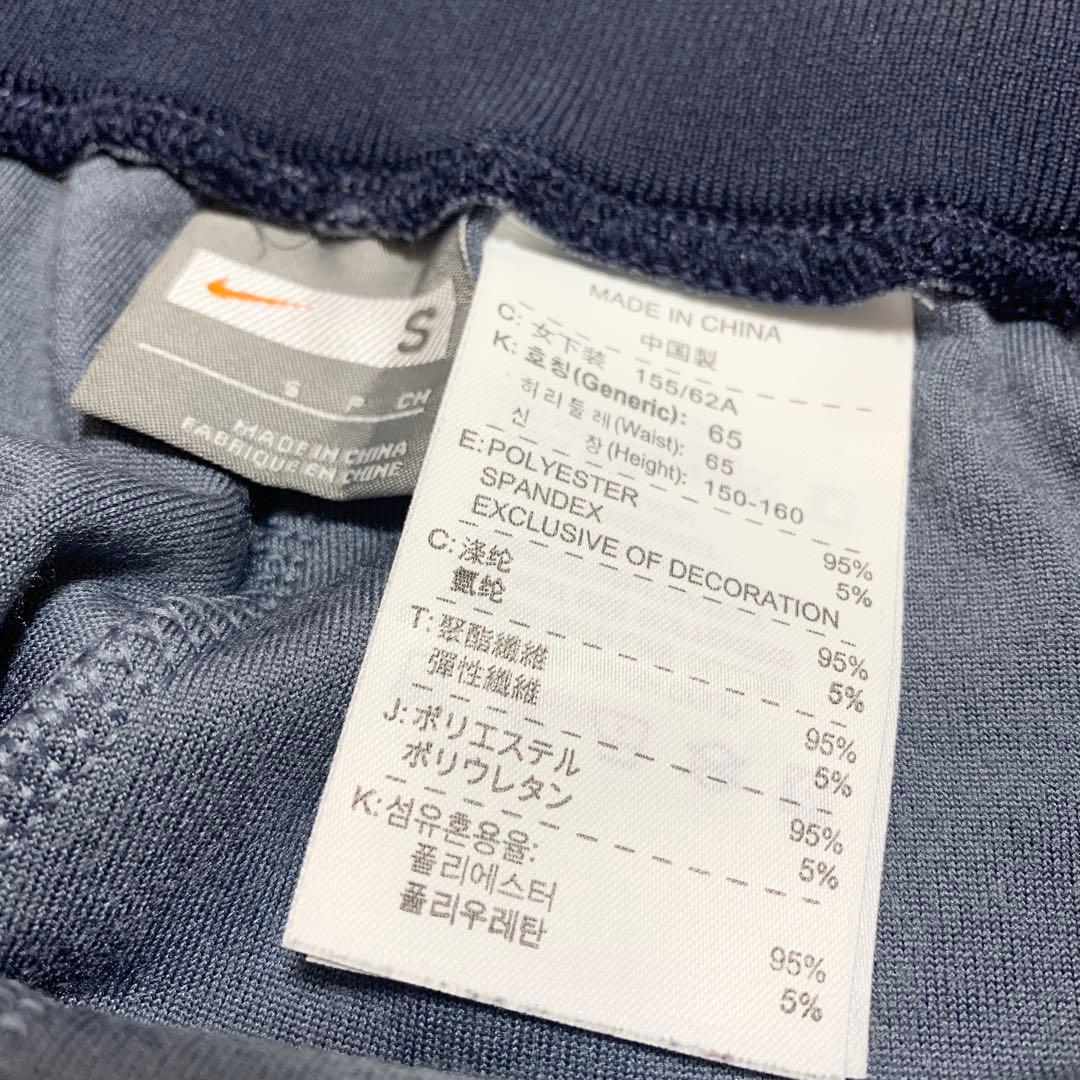 S
S P CH
MADE IN CHINA
FABRIQUE EN CHINE
MADE IN CHINA
中国製
C: 女下装 155/62A
K: 호칭(Generic): 65
허리둘레(Waist): 65
신 장(Height): 150-160
E: POLYESTER 95%
SPANDEX 5%
EXCLUSIVE OF DECORATION
C: 涤纶 95%
氨纶 5%
T: 聚酯纖維 95%
彈性纖維 5%
J: ポリエステル 95%
ポリウレタン 5%
K: 섬유혼용율:
폴리에스터 95%
폴리우레탄 5%